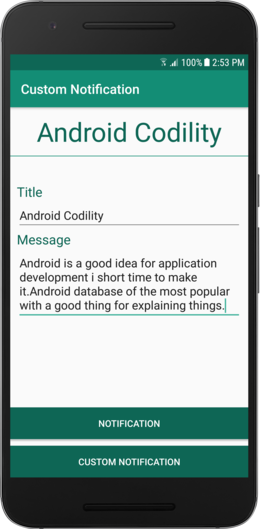 100% 2:53 PM
Custom Notification
Android Codility
Title
Android Codility
Message
Android is a good idea for application
development i short time to make
it.Android database of the most popular
with a good thing for explaining things.
NOTIFICATION
CUSTOM NOTIFICATION